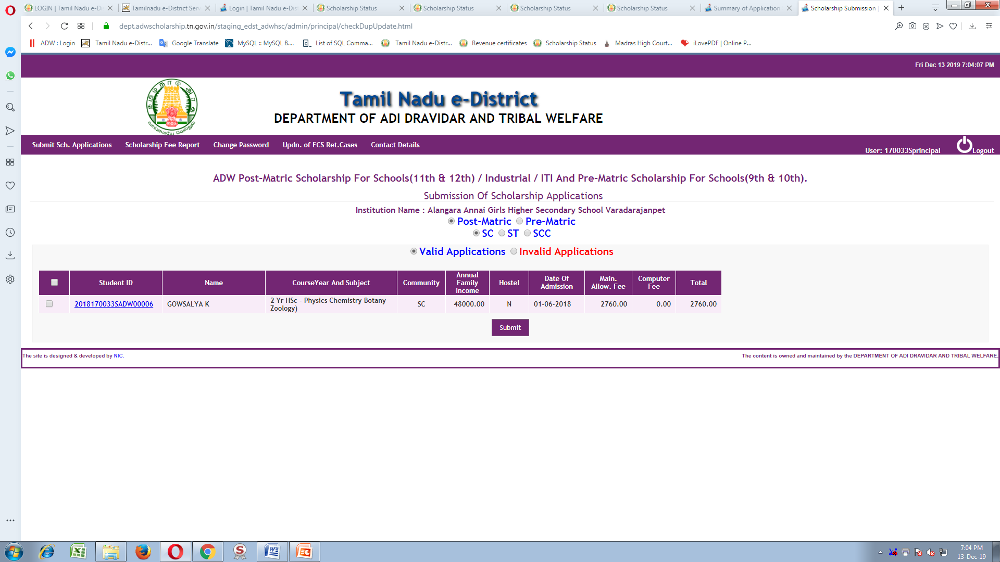 LOGIN | Tamil Nadu e-Di
Tamilnadu e-District Serv
Login | Tamil Nadu e-Dist
Scholarship Status
Scholarship Status
Scholarship Status
Scholarship Status
Summary of Application
Scholarship Submission |
dept.adwscholarship.tn.gov.in/staging_edst_adwhsc/admin/principal/checkDupUpdate.html
ADW : Login
Tamil Nadu e-Distr...
Google Translate
MySQL :: MySQL 8....
List of SQL Comma...
Tamil Nadu e-Distr...
Revenue certificates
Scholarship Status
Madras High Court...
iLovePDF | Online P...
Fri Dec 13 2019 7:04:07 PM
Tamil Nadu e-District
DEPARTMENT OF ADI DRAVIDAR AND TRIBAL WELFARE
Submit Sch. Applications Scholarship Fee Report Change Password Updn. of ECS Ret.Cases Contact Details
User: 170033Sprincipal Logout
ADW Post-Matric Scholarship For Schools(11th & 12th) / Industrial / ITI And Pre-Matric Scholarship For Schools(9th & 10th).
Submission Of Scholarship Applications
Institution Name : Alangara Annai Girls Higher Secondary School Varadarajanpet
Post-Matric Pre-Matric
SC ST SCC
Valid Applications Invalid Applications
Student ID Name CourseYear And Subject Community Annual Family Income Hostel Date Of Admission Main. Allow. Fee Computer Fee Total
2018170033SADW00006 GOWSALYA K 2 Yr HSc - Physics Chemistry Botany Zoology) SC 48000.00 N 01-06-2018 2760.00 0.00 2760.00
Submit
The site is designed & developed by NIC.
The content is owned and maintained by the DEPARTMENT OF ADI DRAVIDAR AND TRIBAL WELFARE.
7:04 PM
13-Dec-19